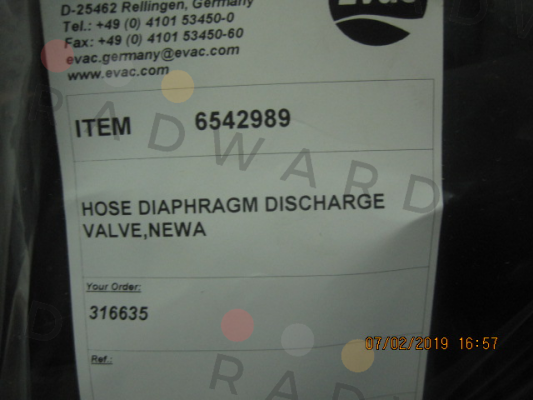 D-25462 Rellingen, Germany
Tel.: +49 (0) 4101 53450-0
Fax: +49 (0) 4101 53450-60
evac.germany@evac.com
www.evac.com
Evac
ITEM 6542989
HOSE DIAPHRAGM DISCHARGE
VALVE,NEWA
Your Order:
316635
Ref.:
07/02/2019 16:57
RADWARD
RADWARD